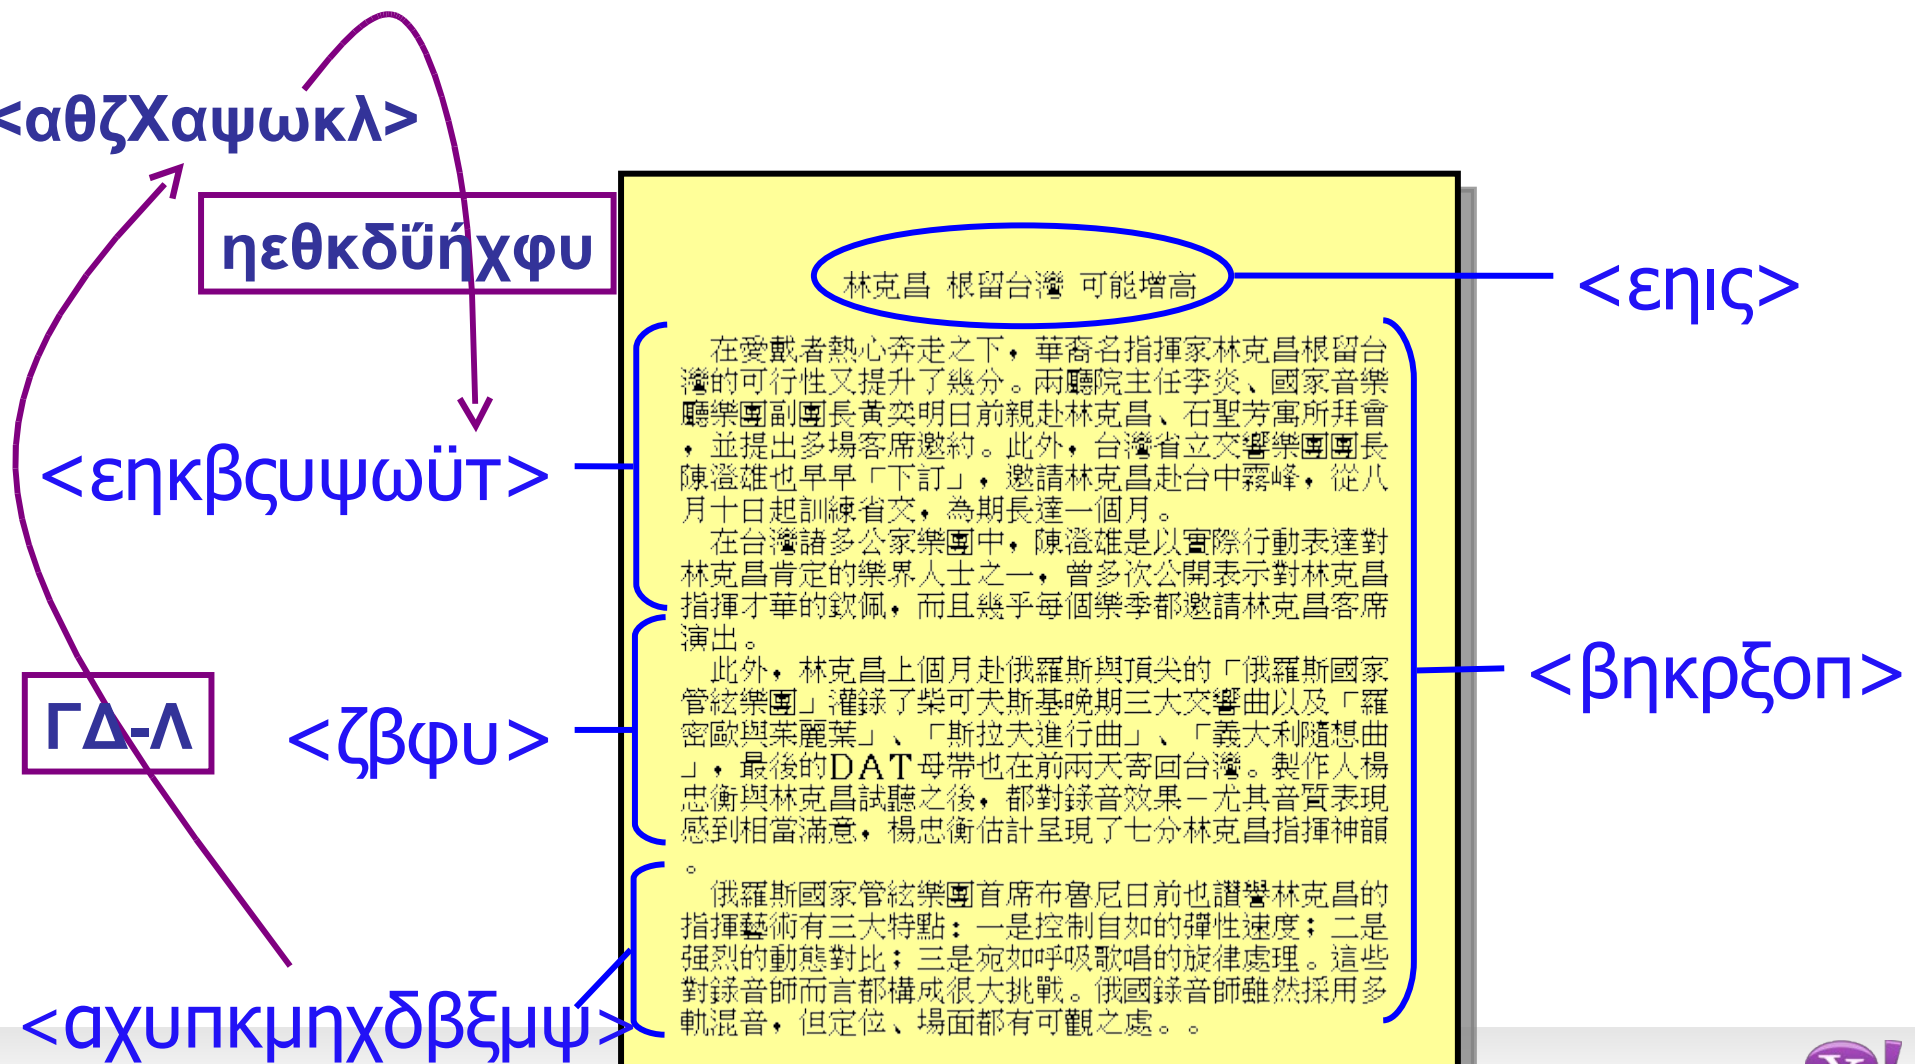 <αθζΧαψωκλ>
ηεθκδΰήχφυ
<εηις>
林克昌 根留台灣 可能增高
在愛戴者熱心奔走之下，華裔名指揮家林克昌根留台
灣的可行性又提升了幾分。兩廳院主任李炎、國家音樂
廳樂團副團長黃奕明日前親赴林克昌、石聖芳寓所拜會
，並提出多場客席邀約。此外，台灣省立交響樂團團長
陳澄雄也早早「下訂」，邀請林克昌赴台中霧峰，從八
月十日起訓練省交，為期長達一個月。
在台灣諸多公家樂團中，陳澄雄是以實際行動表達對
林克昌肯定的樂界人士之一，曾多次公開表示對林克昌
指揮才華的欽佩，而且幾乎每個樂季都邀請林克昌客席
演出。
此外，林克昌上個月赴俄羅斯與頂尖的「俄羅斯國家
管絃樂團」灌錄了柴可夫斯基晚期三大交響曲以及「羅
密歐與茱麗葉」、「斯拉夫進行曲」、「義大利隨想曲
」，最後的DAT母帶也在前兩天寄回台灣。製作人楊
忠衡與林克昌試聽之後，都對錄音效果－尤其音質表現
感到相當滿意，楊忠衡估計呈現了七分林克昌指揮神韻
。
俄羅斯國家管絃樂團首席布魯尼日前也讚譽林克昌的
指揮藝術有三大特點：一是控制自如的彈性速度；二是
強烈的動態對比；三是宛如呼吸歌唱的旋律處理。這些
對錄音師而言都構成很大挑戰。俄國錄音師雖然採用多
軌混音，但定位、場面都有可觀之處。。
<εηκβςυψωϋτ>
<βηκρξοπ>
ΓΔ-Λ
<ζβφυ>
<αχυπκμηχδβξμψ>